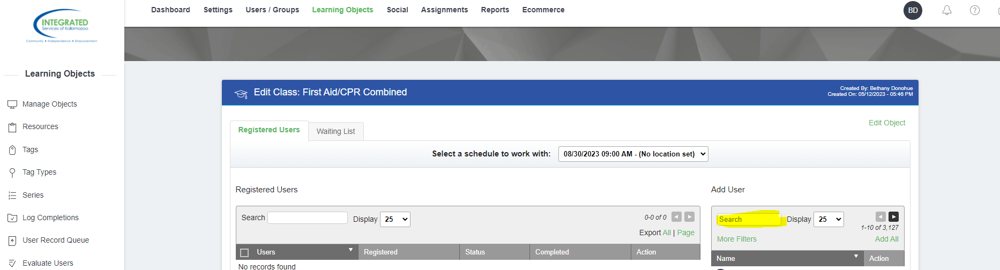 INTEGRATED
Services of Kalamazoo
Community • Independence • Empowerment
Dashboard Settings Users / Groups Learning Objects Social Assignments Reports Ecommerce
BD
?
Learning Objects
Manage Objects
Resources
Tags
Tag Types
Series
Log Completions
User Record Queue
Evaluate Users
Edit Class: First Aid/CPR Combined
Created By: Bethany Donohue
Created On: 05/12/2023 - 05:46 PM
Edit Object
Registered Users Waiting List
Select a schedule to work with: 08/30/2023 09:00 AM - (No location set)
Registered Users
Search Display 25 0-0 of 0
Export All | Page
Users Registered Status Completed Action
No records found
Add User
Search Display 25
1-10 of 3,127
More Filters Add All
Name Action